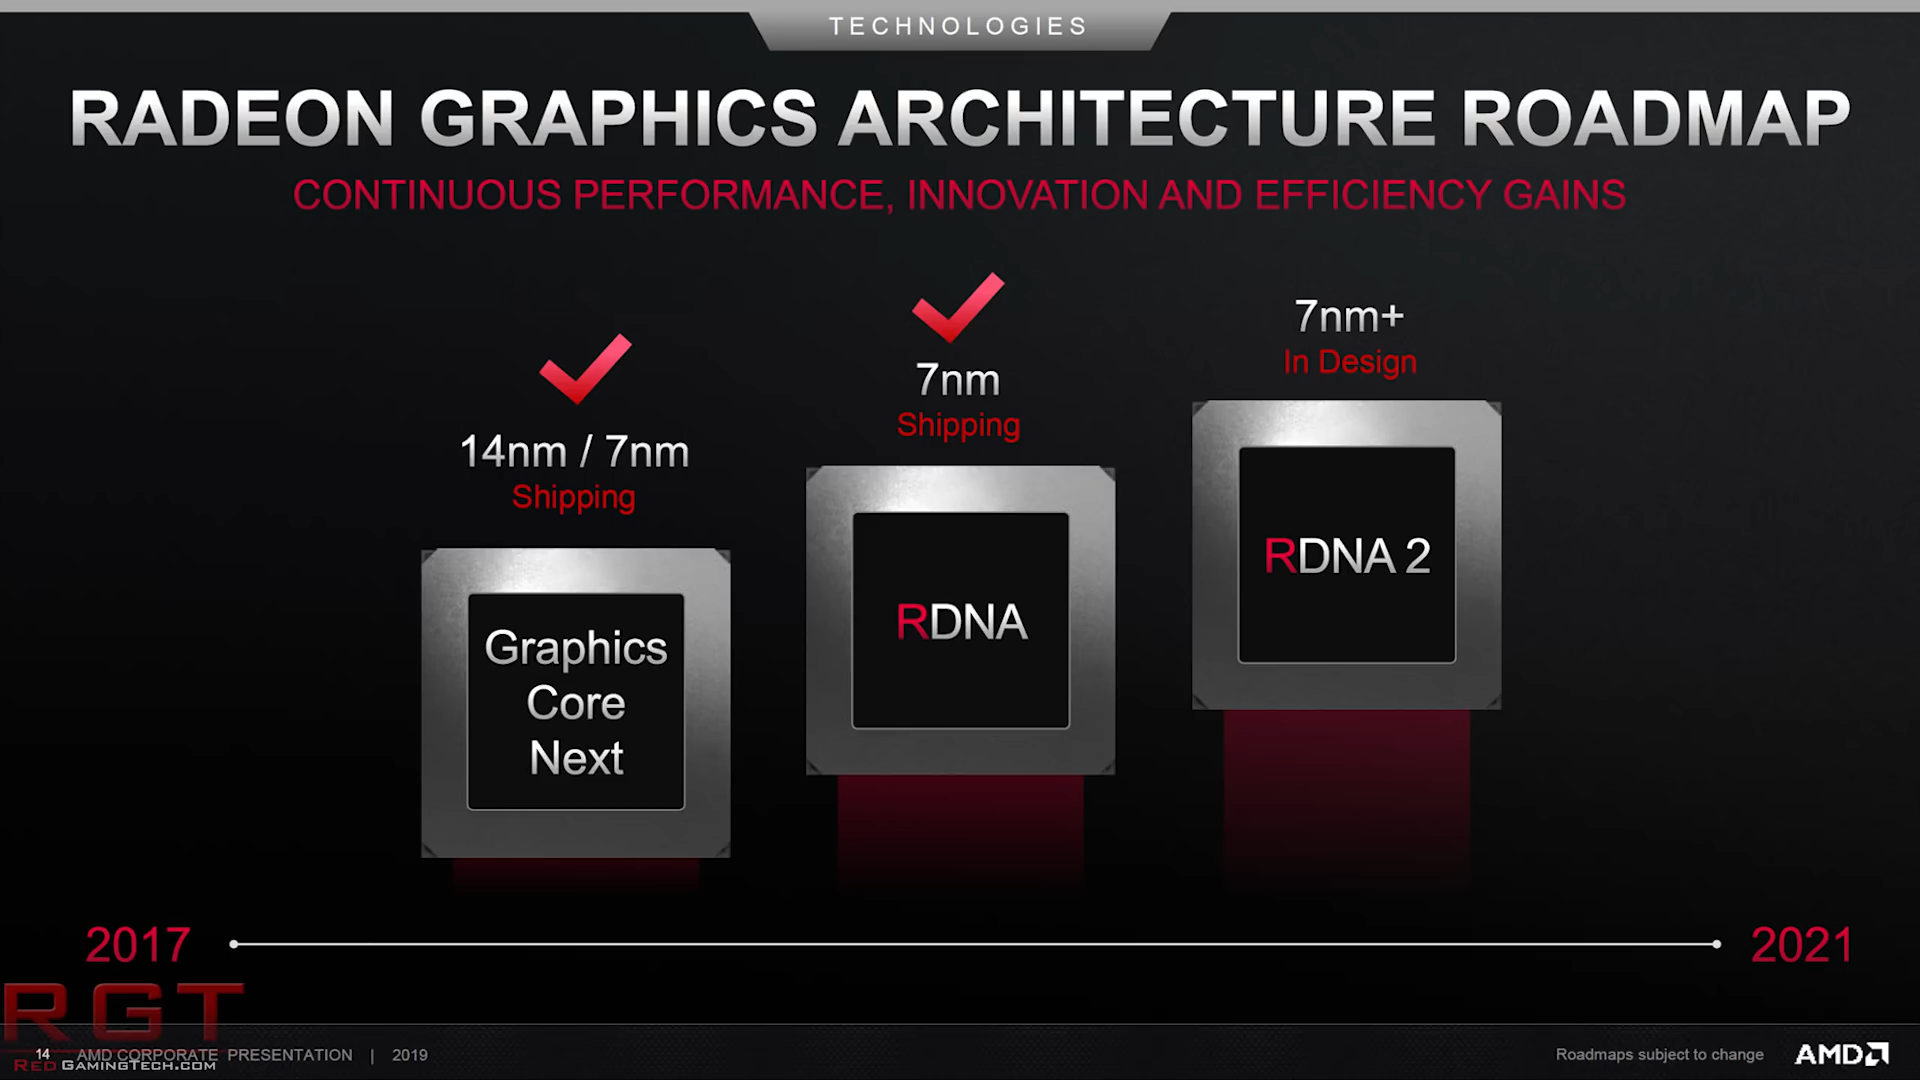 TECHNOLOGIES
RADEON GRAPHICS ARCHITECTURE ROADMAP
CONTINUOUS PERFORMANCE, INNOVATION AND EFFICIENCY GAINS
14nm / 7nm
Shipping
Graphics
Core
Next
7nm
Shipping
RDNA
7nm+
In Design
RDNA 2
2017
2021
RGT
14 AMD CORPORATE PRESENTATION | 2019
RED GAMINGTECH.COM
Roadmaps subject to change
AMD